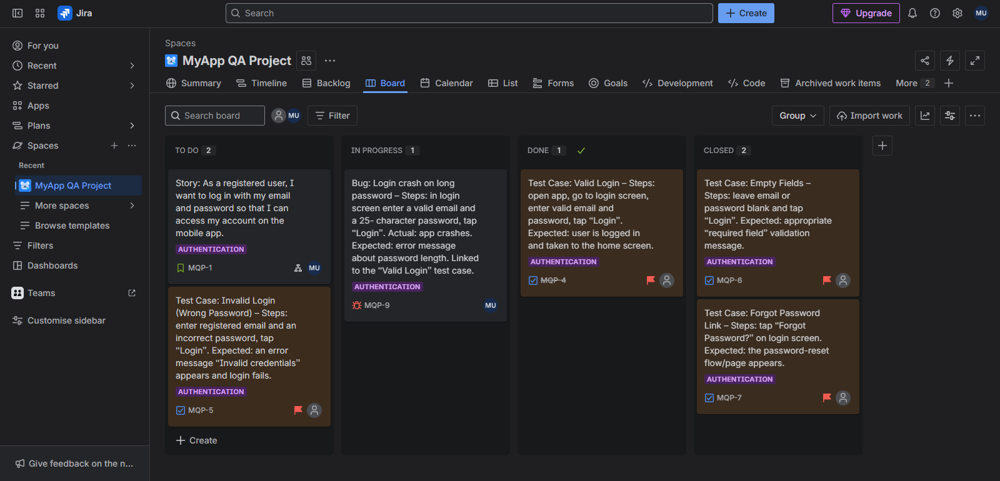 Jira
Search
Create
Upgrade
MU
For you
Recent
Starred
Apps
Plans
Spaces
Recent
MyApp QA Project
More spaces
Browse templates
Filters
Dashboards
Teams
Customise sidebar
Give feedback on the n...
Spaces
MyApp QA Project
Summary
Timeline
Backlog
Board
Calendar
List
Forms
Goals
Development
Code
Archived work items
More 2
Search board
MU
Filter
Group
Import work
TO DO 2
Story: As a registered user, I
want to log in with my email
and password so that I can
access my account on the
mobile app.
AUTHENTICATION
MQP-1
MU
Test Case: Invalid Login
(Wrong Password) – Steps:
enter registered email and an
incorrect password, tap
“Login”. Expected: an error
message “Invalid credentials”
appears and login fails.
AUTHENTICATION
MQP-5
Create
IN PROGRESS 1
Bug: Login crash on long
password – Steps: in login
screen enter a valid email and
a 25- character password, tap
“Login”. Actual: app crashes.
Expected: error message
about password length. Linked
to the “Valid Login” test case.
AUTHENTICATION
MQP-9
MU
DONE 1
Test Case: Valid Login – Steps:
open app, go to login screen,
enter valid email and
password, tap “Login”.
Expected: user is logged in
and taken to the home screen.
AUTHENTICATION
MQP-4
CLOSED 2
Test Case: Empty Fields –
Steps: leave email or
password blank and tap
“Login”. Expected: appropriate
“required field” validation
message.
AUTHENTICATION
MQP-6
Test Case: Forgot Password
Link – Steps: tap “Forgot
Password?” on login screen.
Expected: the password-reset
flow/page appears.
AUTHENTICATION
MQP-7